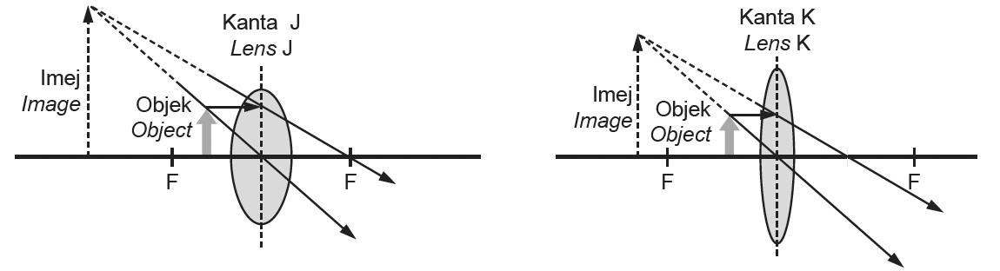 Kanta J
Lens J
Imej
Image
Objek
Object
F
F
Kanta K
Lens K
Imej
Image
Objek
Object
F
F